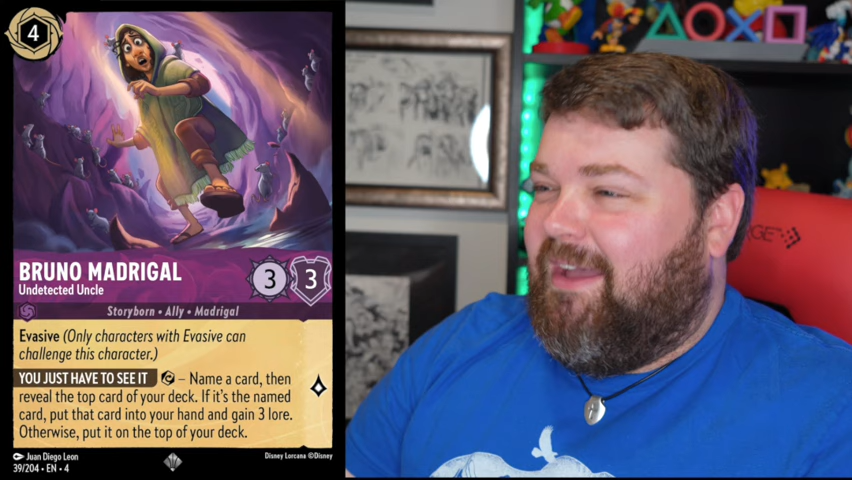 4
BRUNO MADRIGAL
Undetected Uncle
3
3
Storyborn • Ally • Madrigal
Evasive (Only characters with Evasive can
challenge this character.)
YOU JUST HAVE TO SEE IT – Name a card, then
reveal the top card of your deck. If it's the named
card, put that card into your hand and gain 3 lore.
Otherwise, put it on the top of your deck.
Juan Diego Leon
Disney Lorcana ©Disney
39/204 • EN • 4